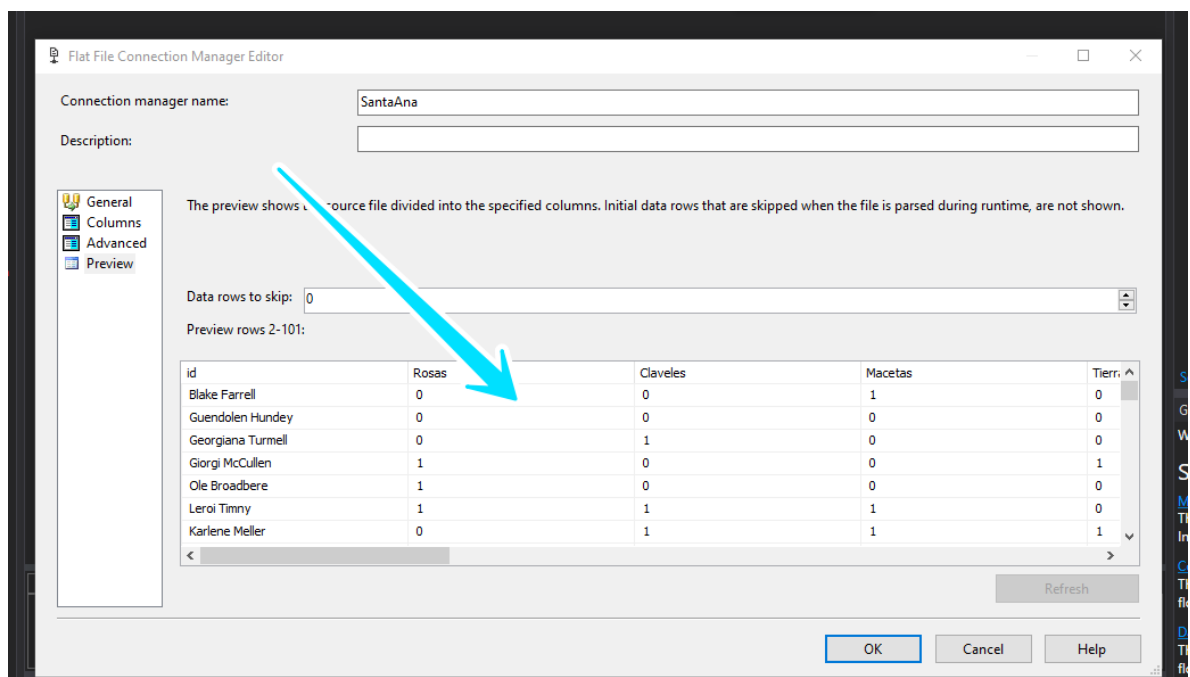 Flat File Connection Manager Editor
Connection manager name: SantaAna
Description:
General
Columns
Advanced
Preview
The preview shows source file divided into the specified columns. Initial data rows that are skipped when the file is parsed during runtime, are not shown.
Data rows to skip: 0
Preview rows 2-101:
id Rosas Claveles Macetas
Blake Farrell 0 0 1 0
Guendolen Hundey 0 0 0 0
Georgiana Turmell 0 1 0 0
Giorgi McCullen 1 0 0 1
Ole Broadbere 1 0 0 0
Leroi Timny 1 1 1 0
Karlene Meller 0 1 1 1
Refresh
OK Cancel Help